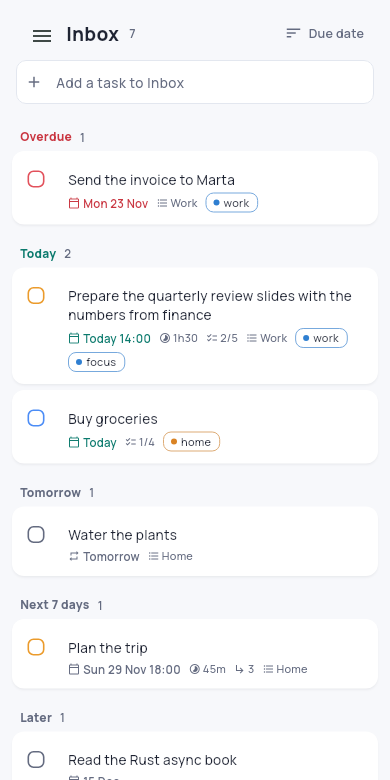 Inbox 7 Due date
Add a task to Inbox
Overdue 1
Send the invoice to Marta
Mon 23 Nov Work work
Today 2
Prepare the quarterly review slides with the
numbers from finance
Today 14:00 1h30 2/5 Work work
focus
Buy groceries
Today 1/4 home
Tomorrow 1
Water the plants
Tomorrow Home
Next 7 days 1
Plan the trip
Sun 29 Nov 18:00 45m 3 Home
Later 1
Read the Rust async book
15 Dec